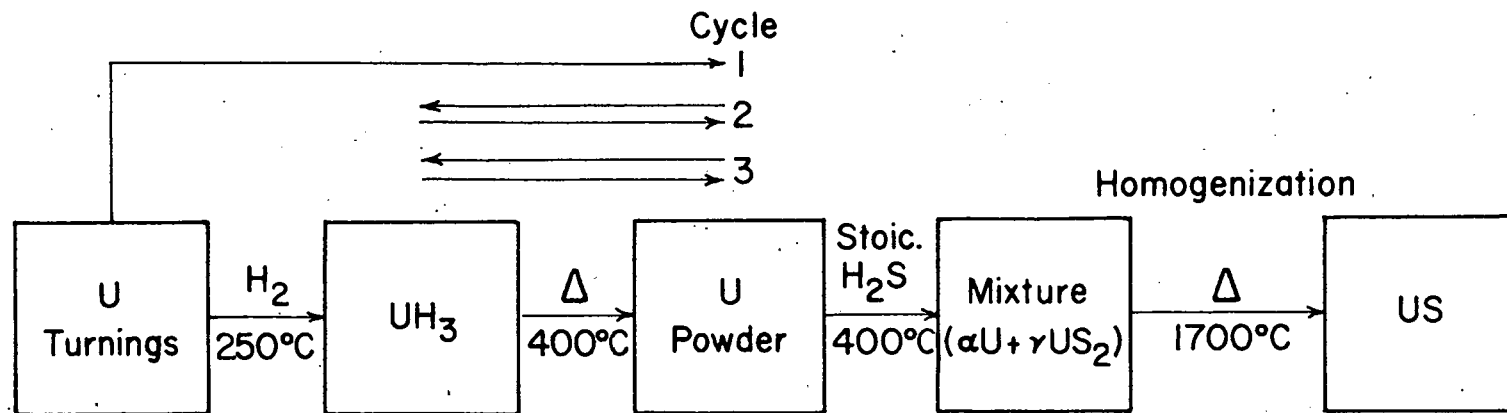 Cycle
1
2
3
Homogenization
U
Turnings
H₂
250°C
UH₃
Δ
400°C
U
Powder
Stoic.
H₂S
400°C
Mixture
(αU + γUS₂)
Δ
1700°C
US